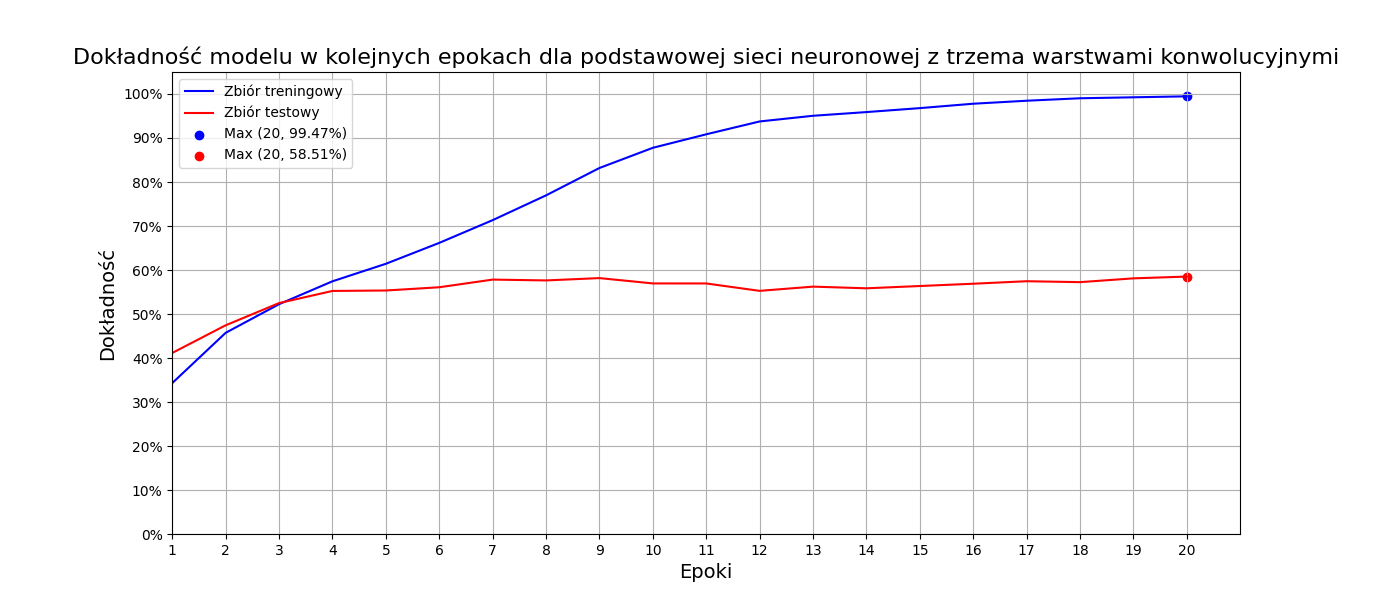 Dokładność modelu w kolejnych epokach dla podstawowej sieci neuronowej z trzema warstwami konwolucyjnymi
Zbiór treningowy
Zbiór testowy
Max (20, 99.47%)
Max (20, 58.51%)
Dokładność
100%
90%
80%
70%
60%
50%
40%
30%
20%
10%
0%
1 2 3 4 5 6 7 8 9 10 11 12 13 14 15 16 17 18 19 20
Epoki